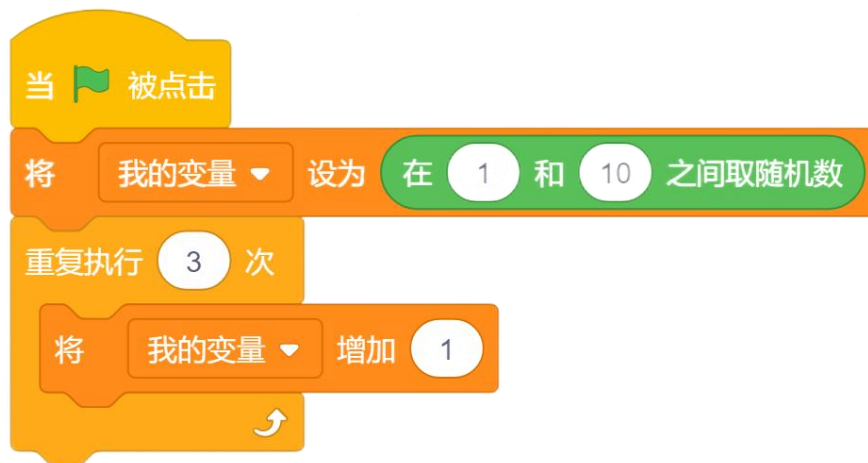 当 被点击
将 我的变量 设为 在 1 和 10 之间取随机数
重复执行 3 次
将 我的变量 增加 1